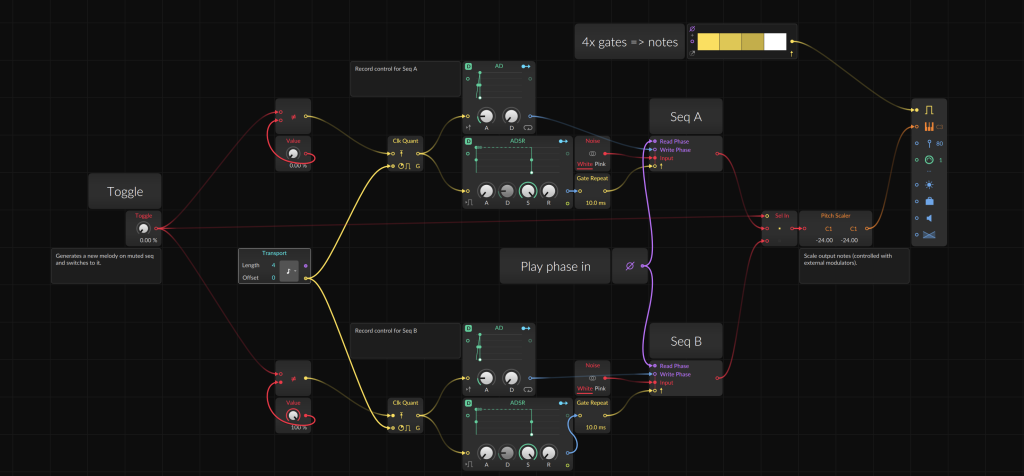 4x gates => notes
Record control for Seq A
AD
A D
≠
Value
0.00 %
Clk Quant
G
ADSR
A D S R
Noise
White Pink
Gate Repeat
10.0 ms
Seq A
Read Phase
Write Phase
Input
C3
80
1
Toggle
Toggle
0.00 %
Generates a new melody on muted seq
and switches to it.
Transport
Length 4
Offset 0
Play phase in
Sel In
Pitch Scaler
C1 C1
-24.00 -24.00
Scale output notes (controlled with
external modulators).
Record control for Seq B
AD
A D
≠
Value
100 %
Clk Quant
G
ADSR
A D S R
Noise
White Pink
Gate Repeat
10.0 ms
Seq B
Read Phase
Write Phase
Input